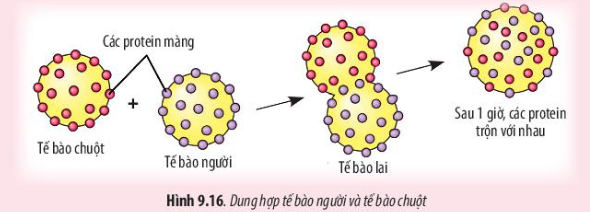 Các protein màng
+
Tế bào chuột
Tế bào người
Tế bào lai
Sau 1 giờ, các protein
trộn với nhau
Hình 9.16. Dung hợp tế bào người và tế bào chuột